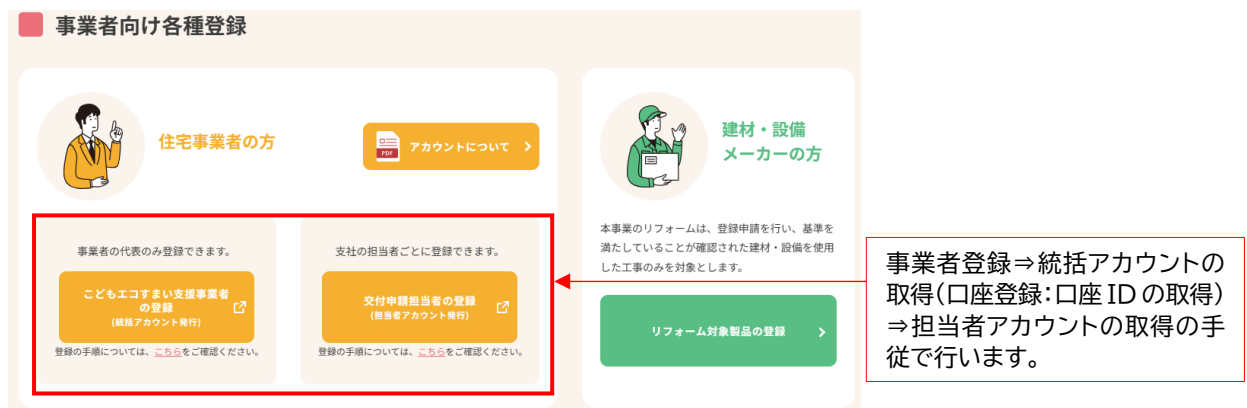 事業者向け各種登録
住宅事業者の方
PDF
アカウントについて
事業者の代表のみ登録できます。
こどもエコすまい支援事業者
の登録
(統括アカウント発行)
登録の手順については、こちらをご確認ください。
支社の担当者ごとに登録できます。
交付申請担当者の登録
(担当者アカウント発行)
登録の手順については、こちらをご確認ください。
建材・設備
メーカーの方
本事業のリフォームは、登録申請を行い、基準を
満たしていることが確認された建材・設備を使用
した工事のみを対象とします。
リフォーム対象製品の登録
事業者登録⇒統括アカウントの
取得(口座登録:口座IDの取得)
⇒担当者アカウントの取得の手
従で行います。